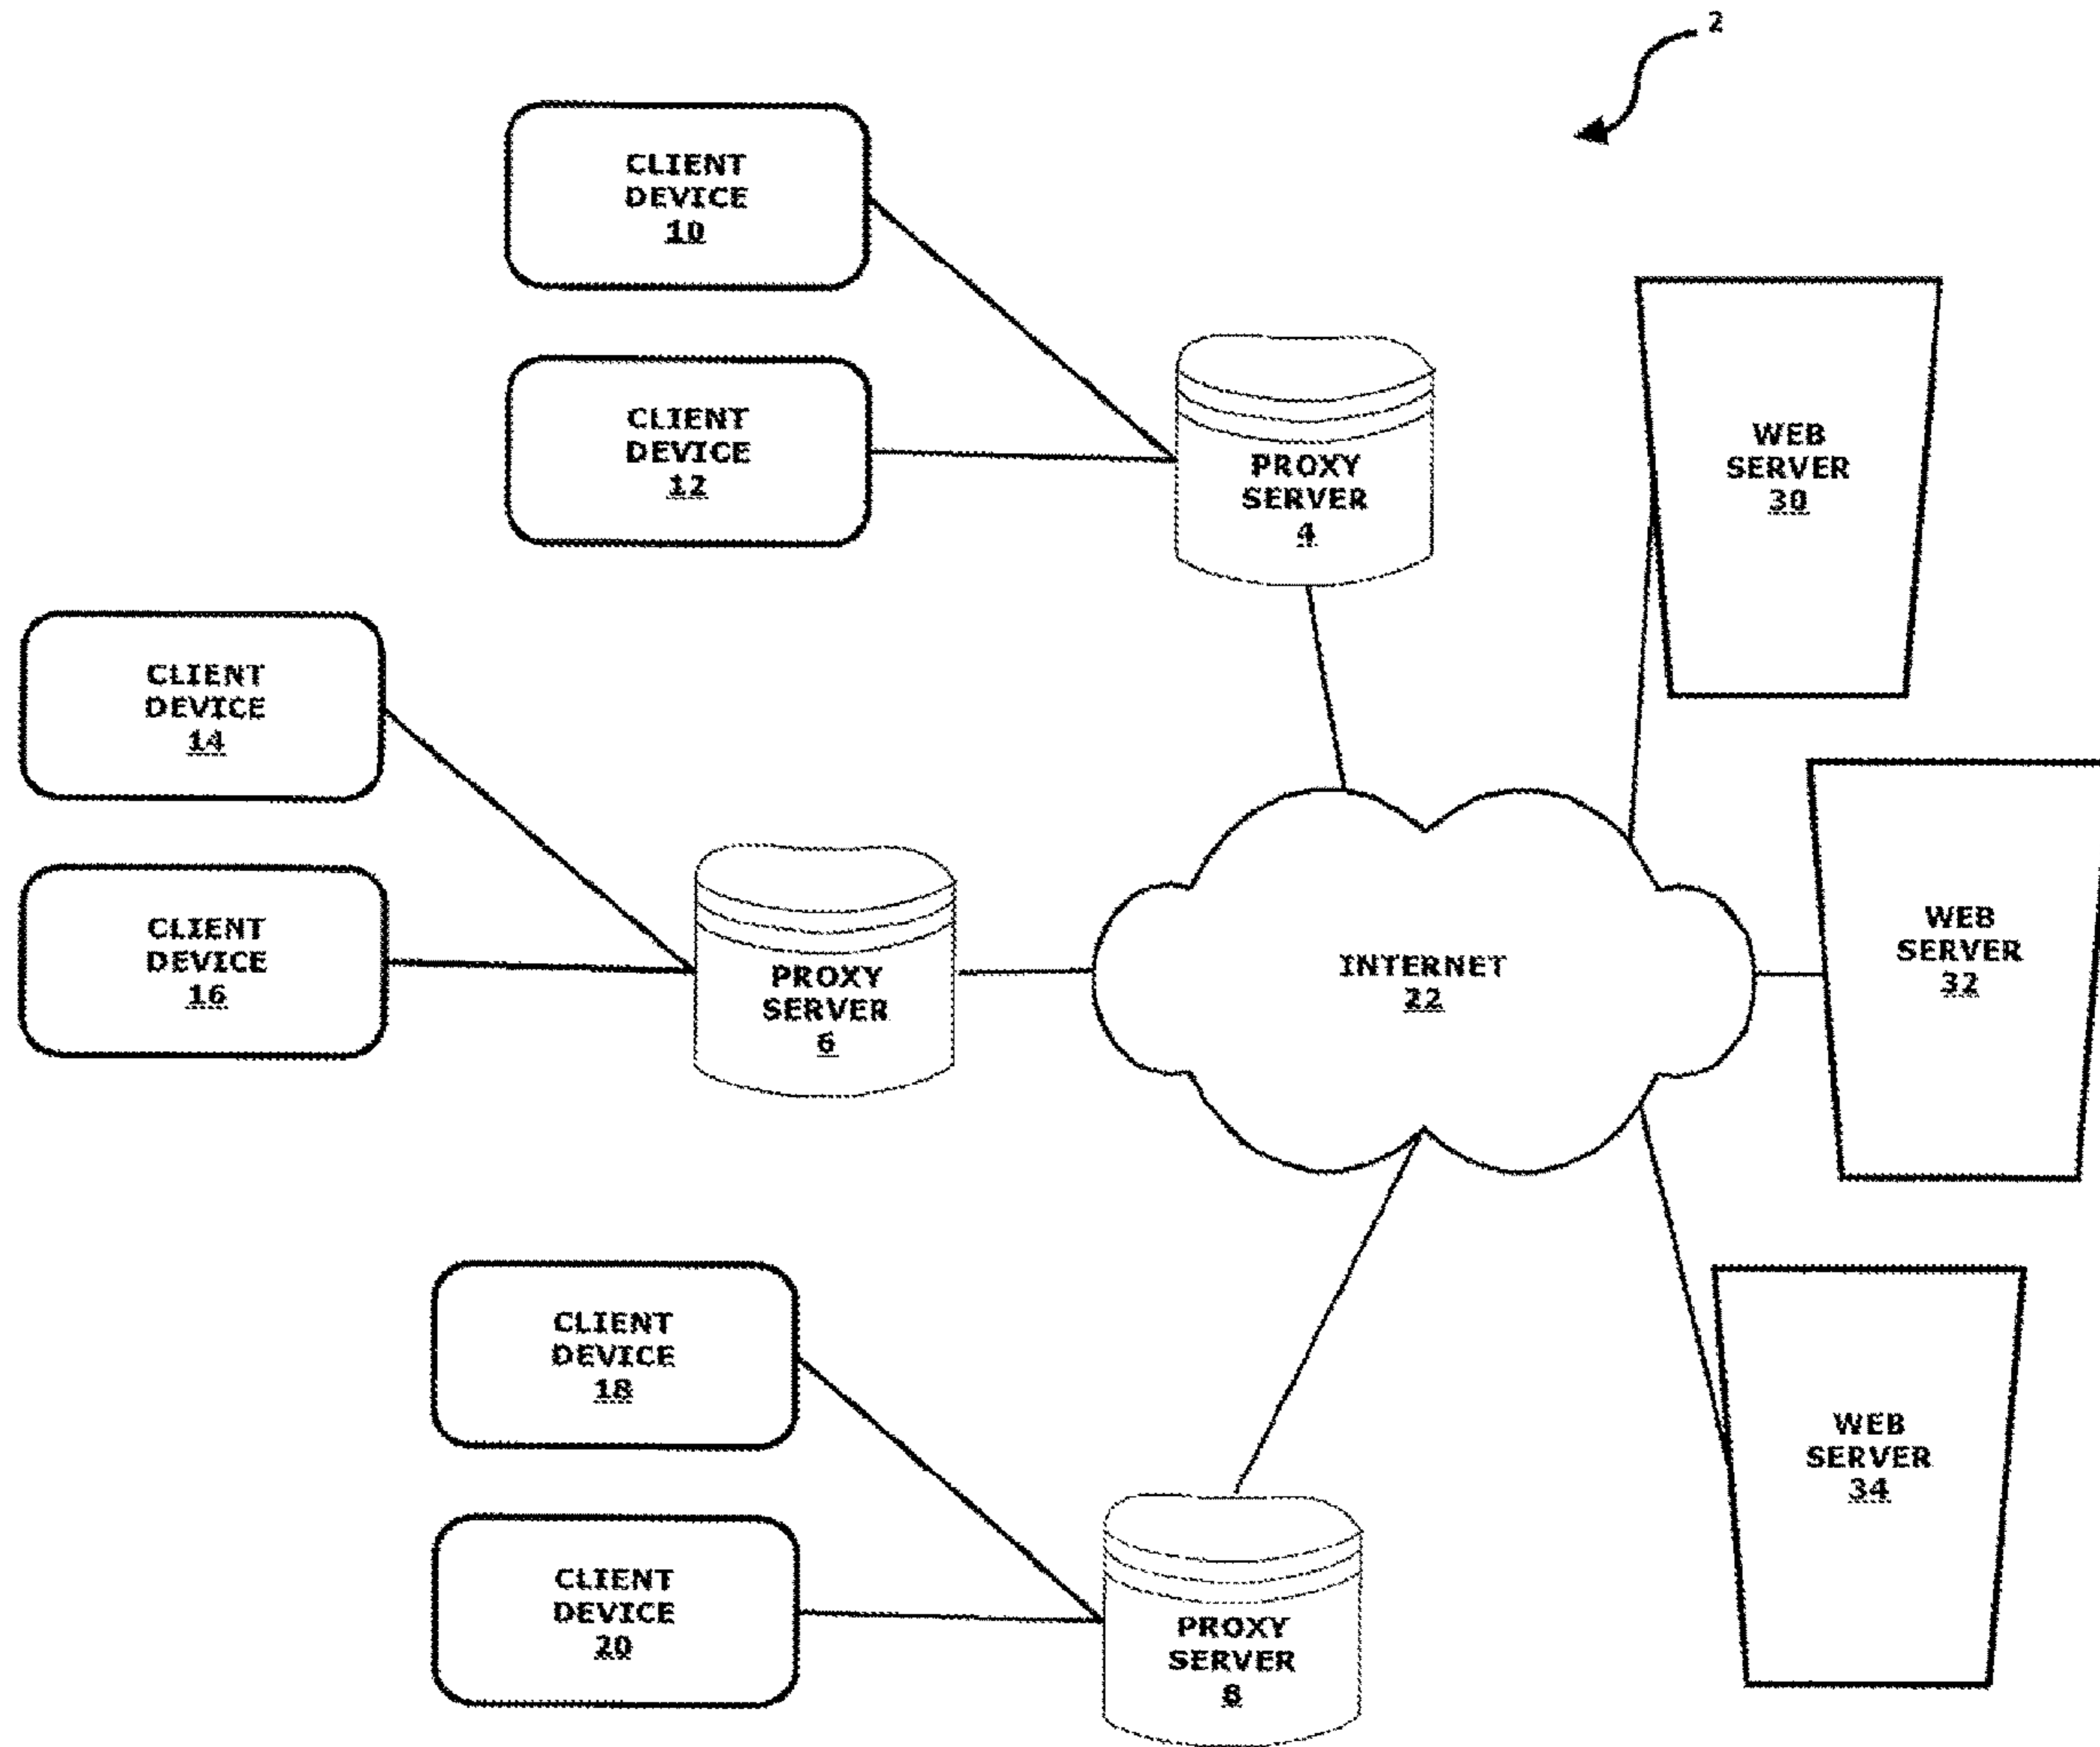 2
CLIENT
DEVICE
10
CLIENT
DEVICE
12
PROXY
SERVER
4
WEB
SERVER
30
CLIENT
DEVICE
14
CLIENT
DEVICE
16
PROXY
SERVER
6
INTERNET
22
WEB
SERVER
32
CLIENT
DEVICE
18
CLIENT
DEVICE
20
PROXY
SERVER
8
WEB
SERVER
34